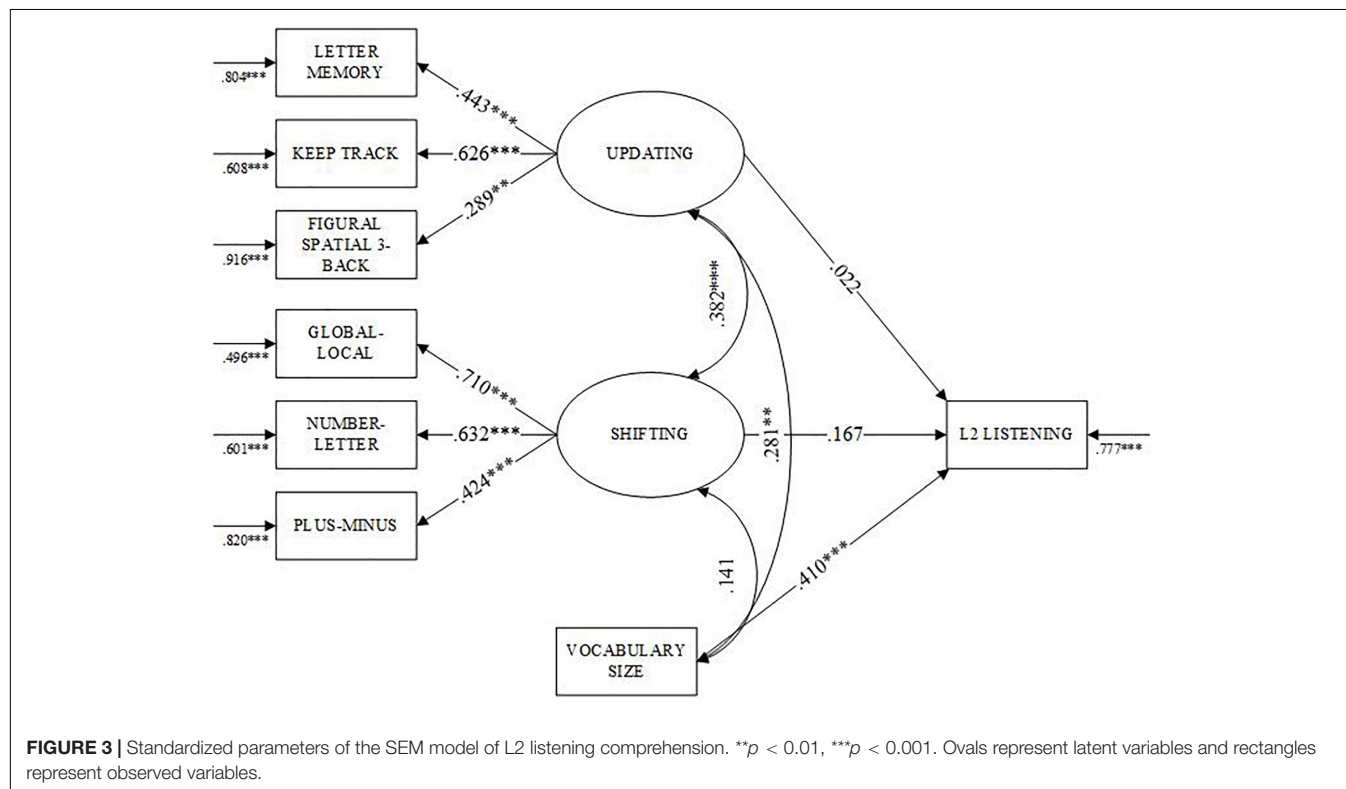 LETTER
MEMORY
.804***
.443***
KEEP TRACK
.608***
.626***
UPDATING
FIGURAL
SPATIAL 3-
BACK
.916***
.289**
.022
.382****
GLOBAL-
LOCAL
.496***
.710***
NUMBER-
LETTER
.601***
.632***
SHIFTING
.281**
.167
L2 LISTENING
.777***
.424***
PLUS-MINUS
.820***
.141
.410***
VOCABULARY
SIZE
FIGURE 3 | Standardized parameters of the SEM model of L2 listening comprehension. **p < 0.01, ***p < 0.001. Ovals represent latent variables and rectangles
represent observed variables.